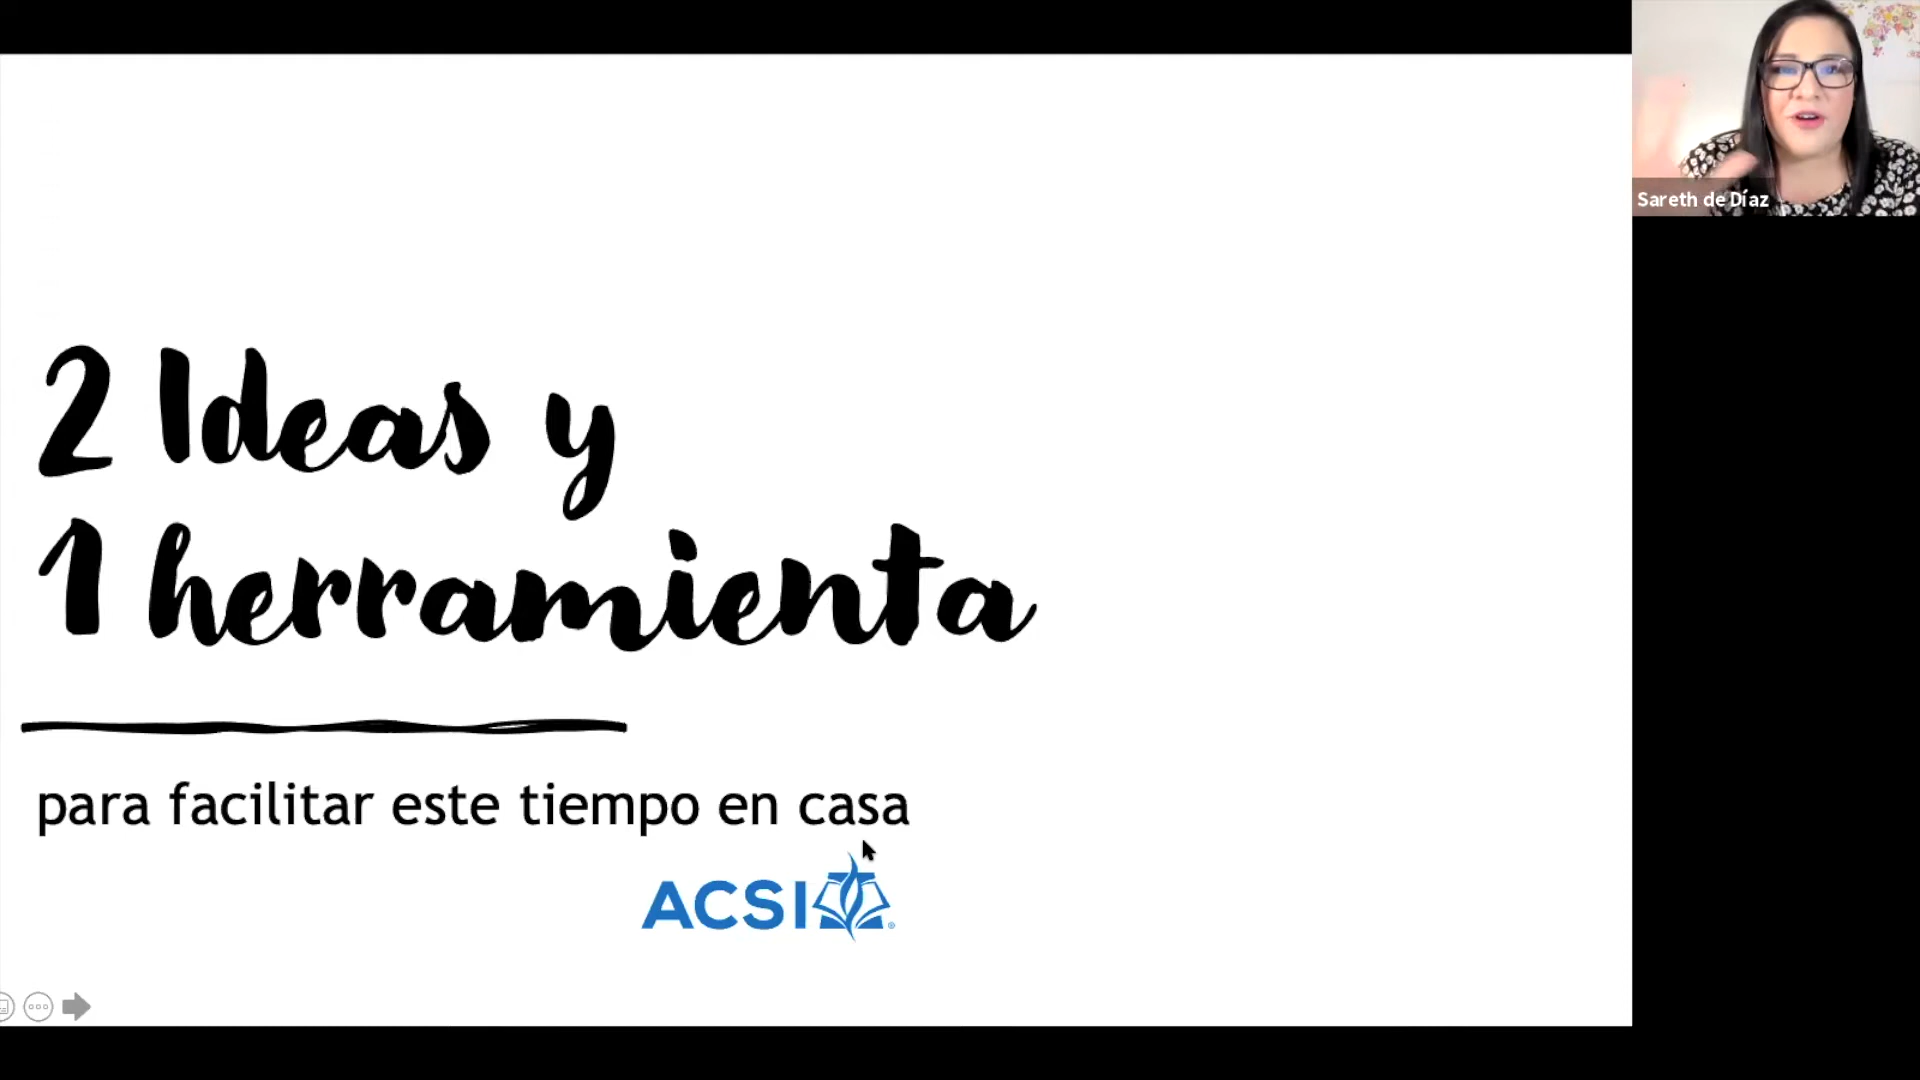 2 Ideas y
1 herramienta
para facilitar este tiempo en casa
ACSI
Sareth de Díaz